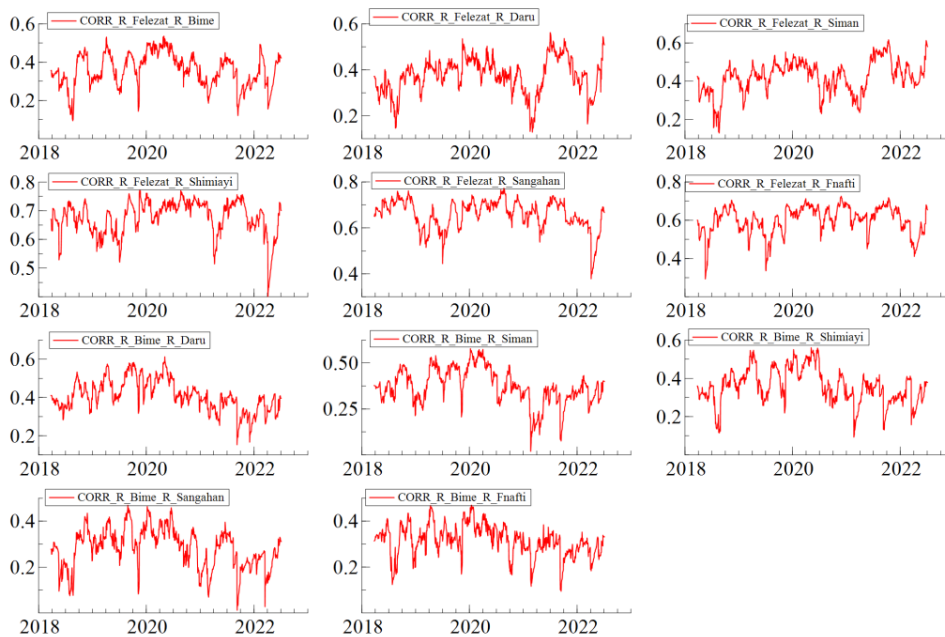 CORR_R_Felezat_R_Bime
0.6
0.4
0.2
2018 2020 2022
CORR_R_Felezat_R_Daru
0.6
0.4
0.2
2018 2020 2022
CORR_R_Felezat_R_Siman
0.6
0.4
0.2
2018 2020 2022
CORR_R_Felezat_R_Shimiayi
0.8
0.7
0.6
0.5
2018 2020 2022
CORR_R_Felezat_R_Sangahan
0.8
0.6
0.4
2018 2020 2022
CORR_R_Felezat_R_Fnafti
0.8
0.6
0.4
2018 2020 2022
CORR_R_Bime_R_Daru
0.6
0.4
0.2
2018 2020 2022
CORR_R_Bime_R_Siman
0.50
0.25
2018 2020 2022
CORR_R_Bime_R_Shimiayi
0.6
0.4
0.2
2018 2020 2022
CORR_R_Bime_R_Sangahan
0.4
0.2
2018 2020 2022
CORR_R_Bime_R_Fnafti
0.4
0.2
2018 2020 2022